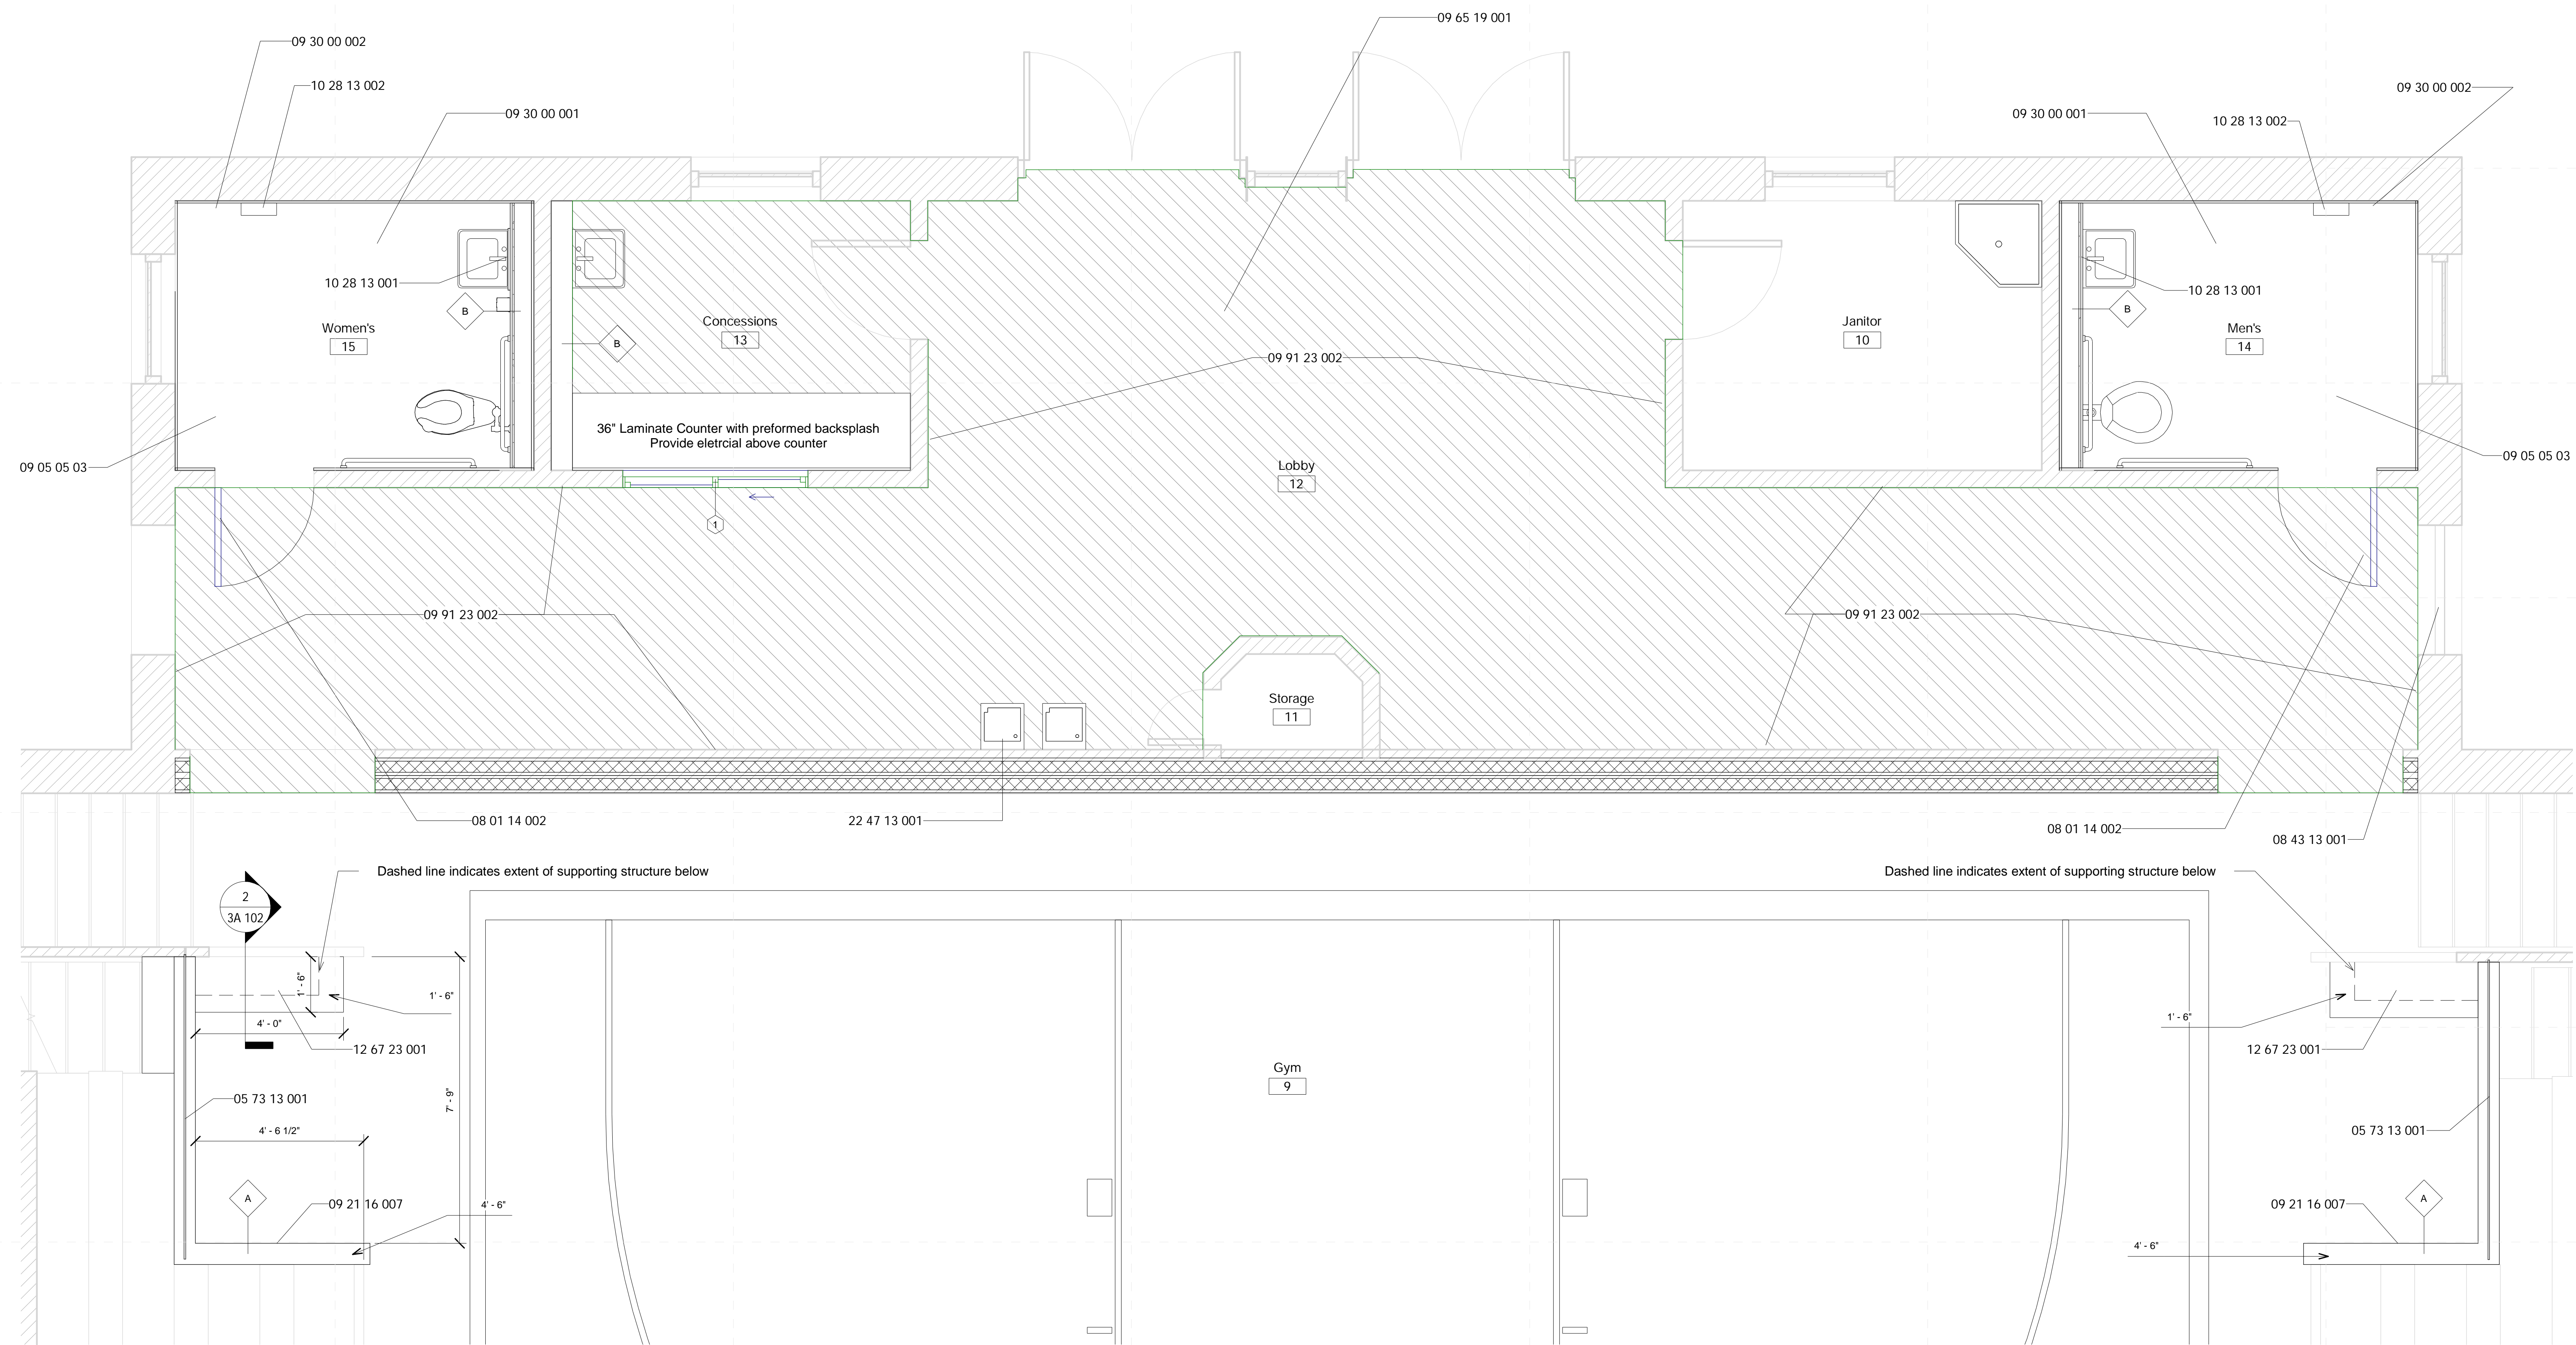 09 65 19 001
09 30 00 002
10 28 13 002
09 30 00 001
09 30 00 002
09 30 00 001
10 28 13 002
10 28 13 001
B
Women's
15
Concessions
13
B
Janitor
10
10 28 13 001
B
Men's
14
09 91 23 002
36" Laminate Counter with preformed backsplash
Provide eletrcial above counter
09 05 05 03
Lobby
12
09 05 05 03
1
09 91 23 002
09 91 23 002
Storage
11
08 01 14 002
22 47 13 001
08 01 14 002
08 43 13 001
Dashed line indicates extent of supporting structure below
Dashed line indicates extent of supporting structure below
2
3A 102
1' - 6"
1' - 6"
4' - 0"
12 67 23 001
1' - 6"
12 67 23 001
Gym
9
7' - 9"
05 73 13 001
4' - 6 1/2"
05 73 13 001
A
09 21 16 007
4' - 6"
09 21 16 007
A
4' - 6"